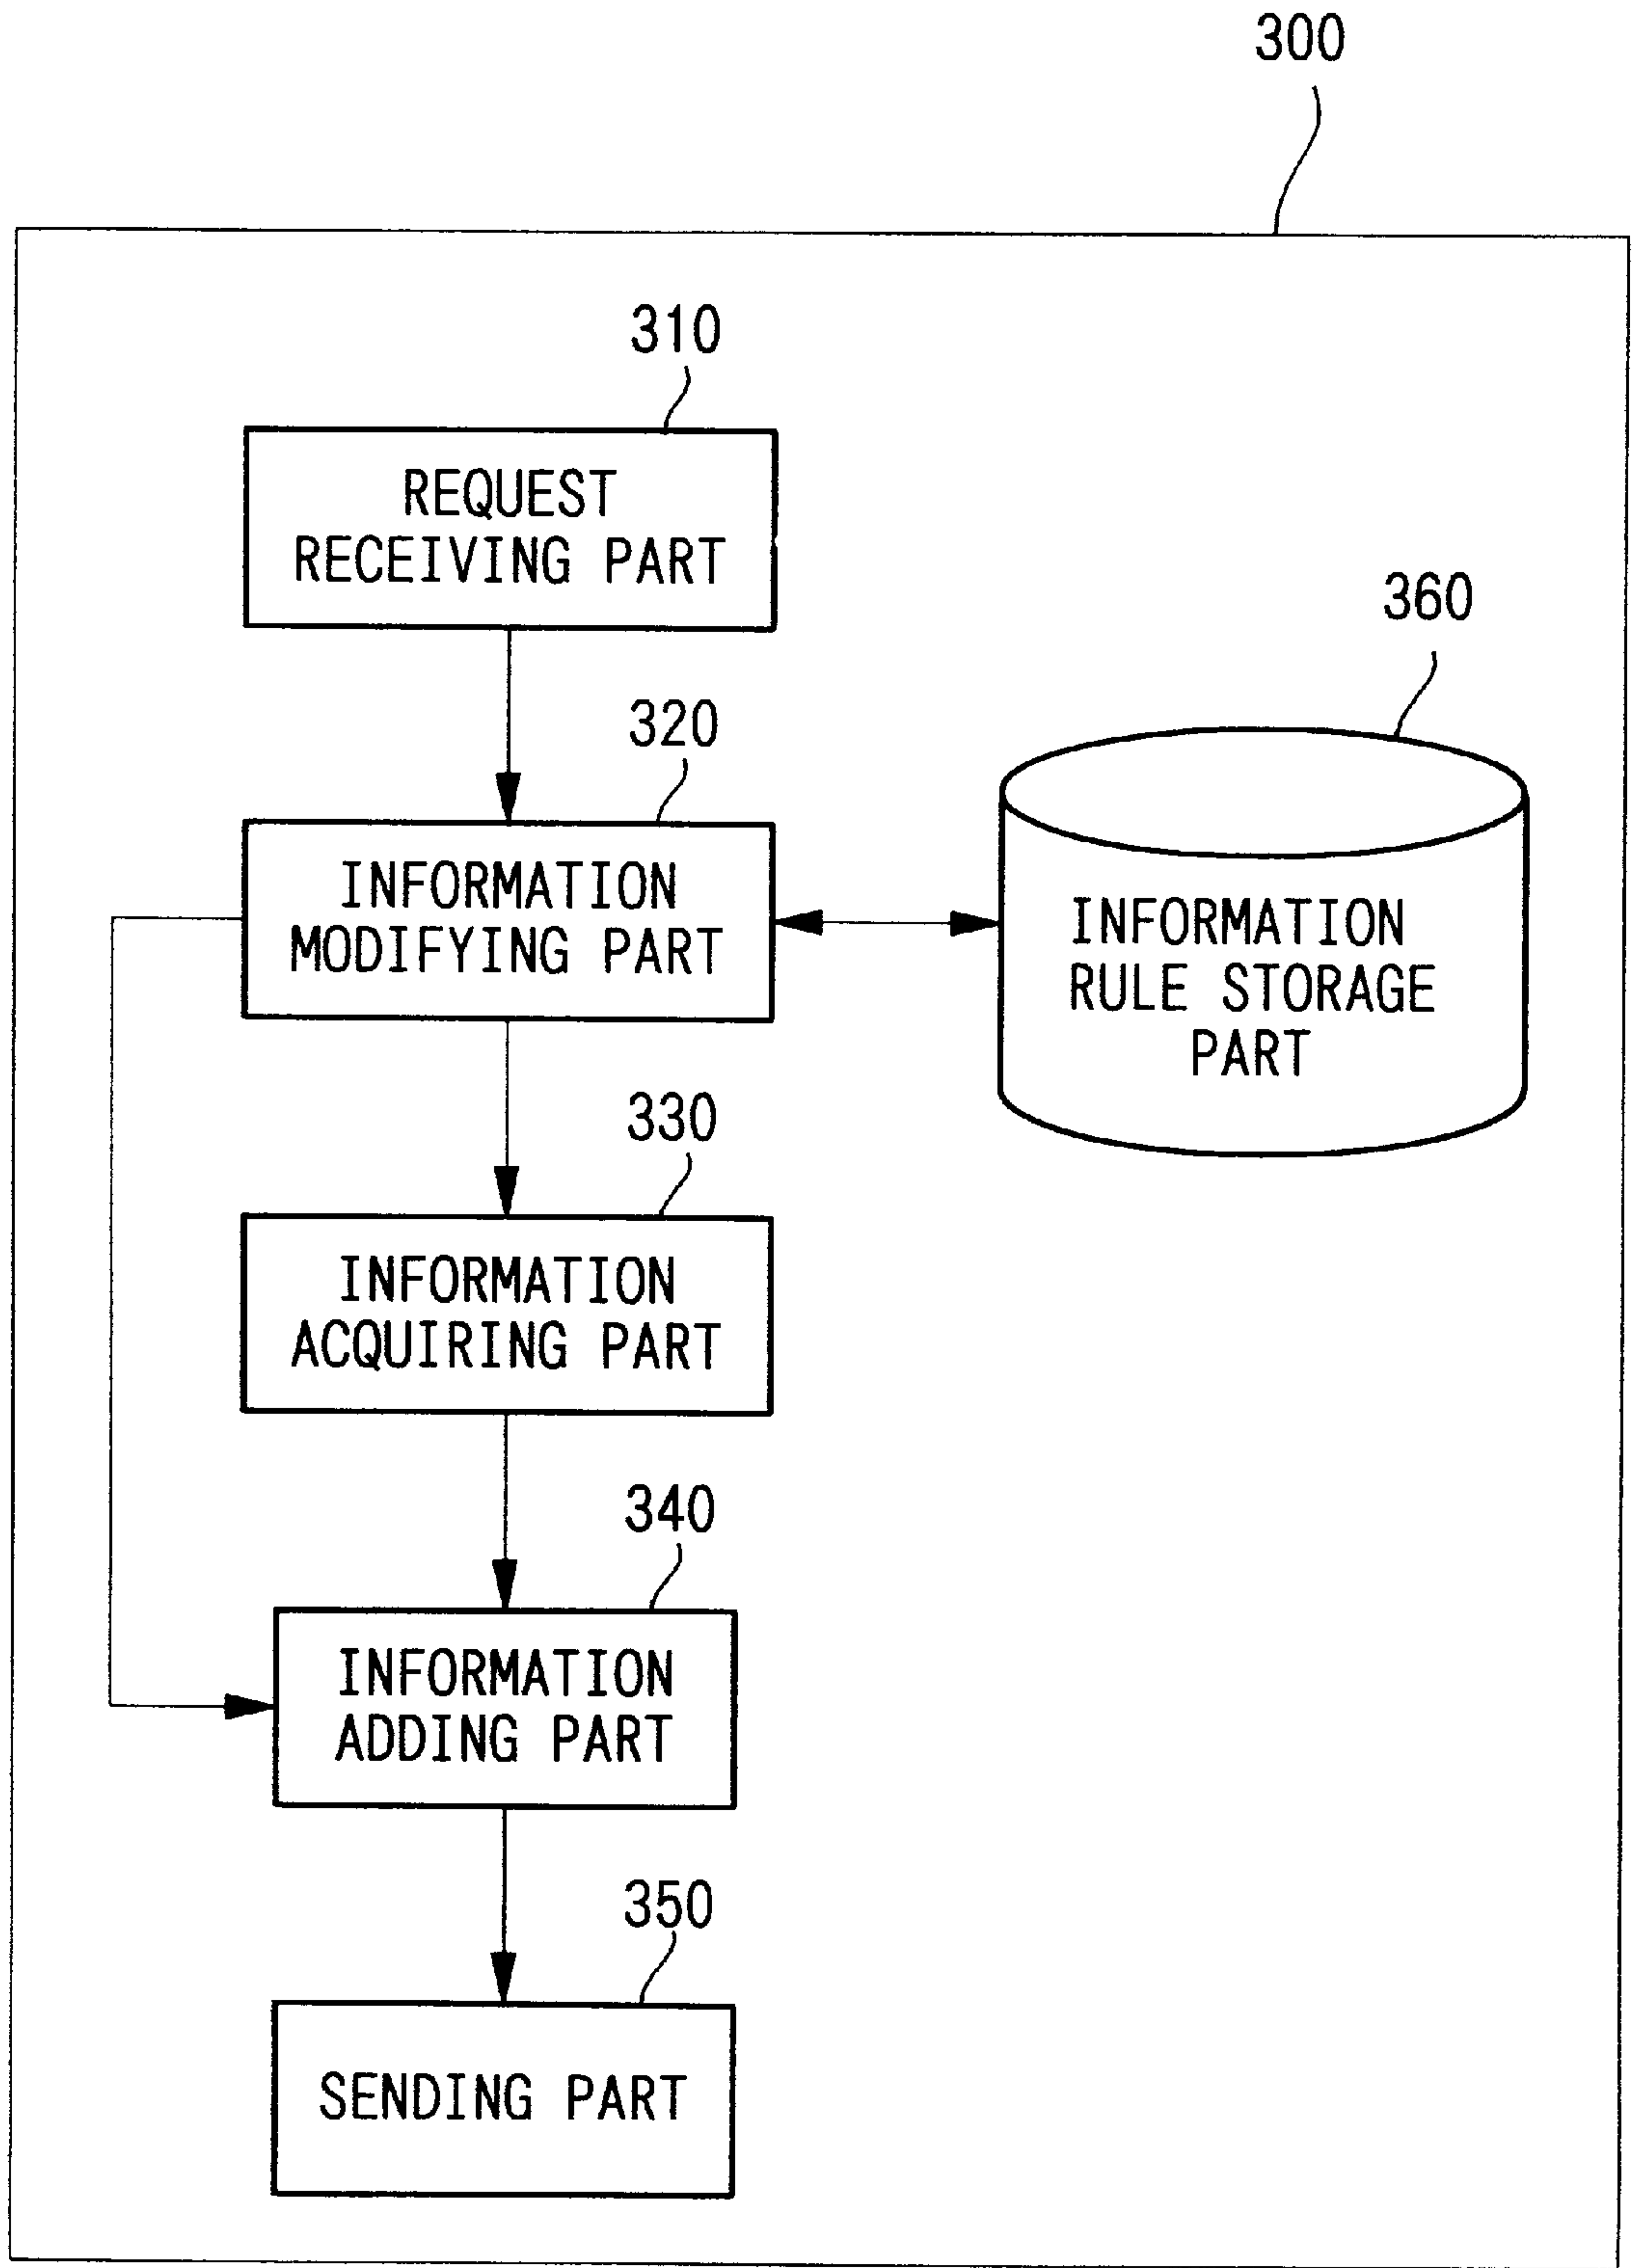 300
310
REQUEST
RECEIVING PART
320
INFORMATION
MODIFYING PART
360
INFORMATION
RULE STORAGE
PART
330
INFORMATION
ACQUIRING PART
340
INFORMATION
ADDING PART
350
SENDING PART